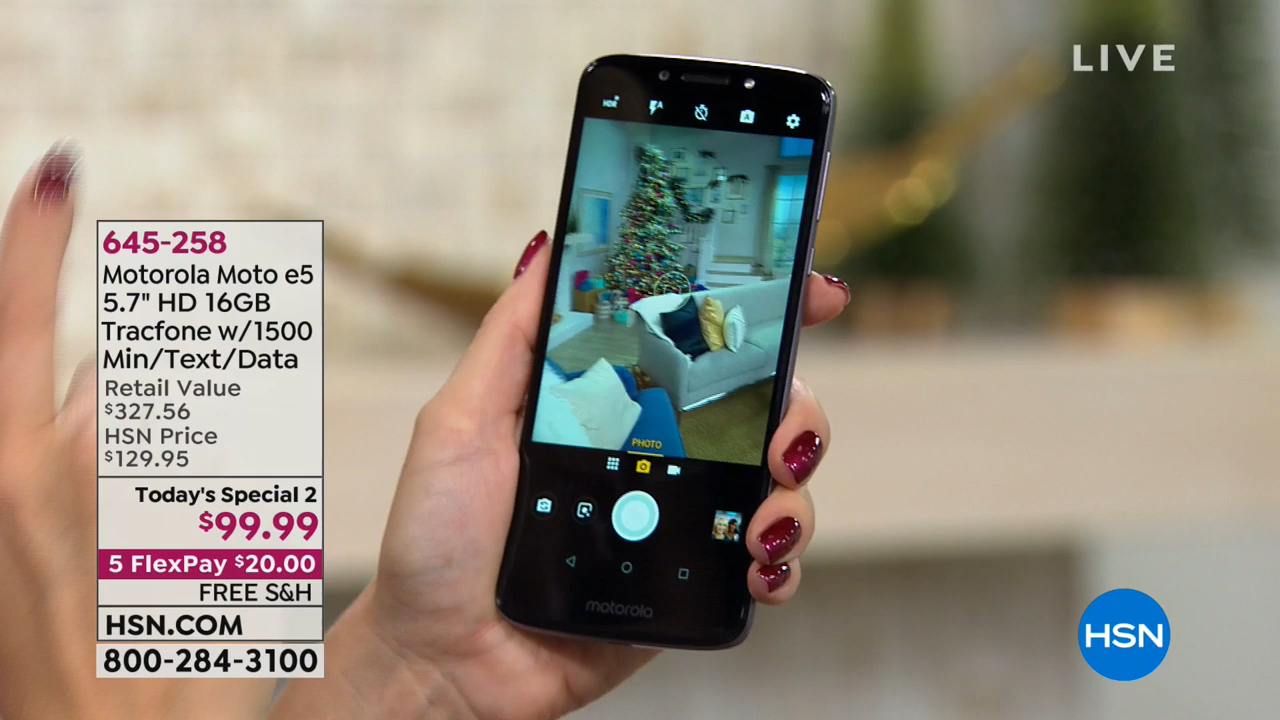 LIVE
645-258
Motorola Moto e5
5.7" HD 16GB
Tracfone w/1500
Min/Text/Data
Retail Value
$327.56
HSN Price
$129.95
Today's Special 2
$99.99
5 FlexPay $20.00
FREE S&H
HSN.COM
800-284-3100
HDR
A
A
PHOTO
motorola
HSN